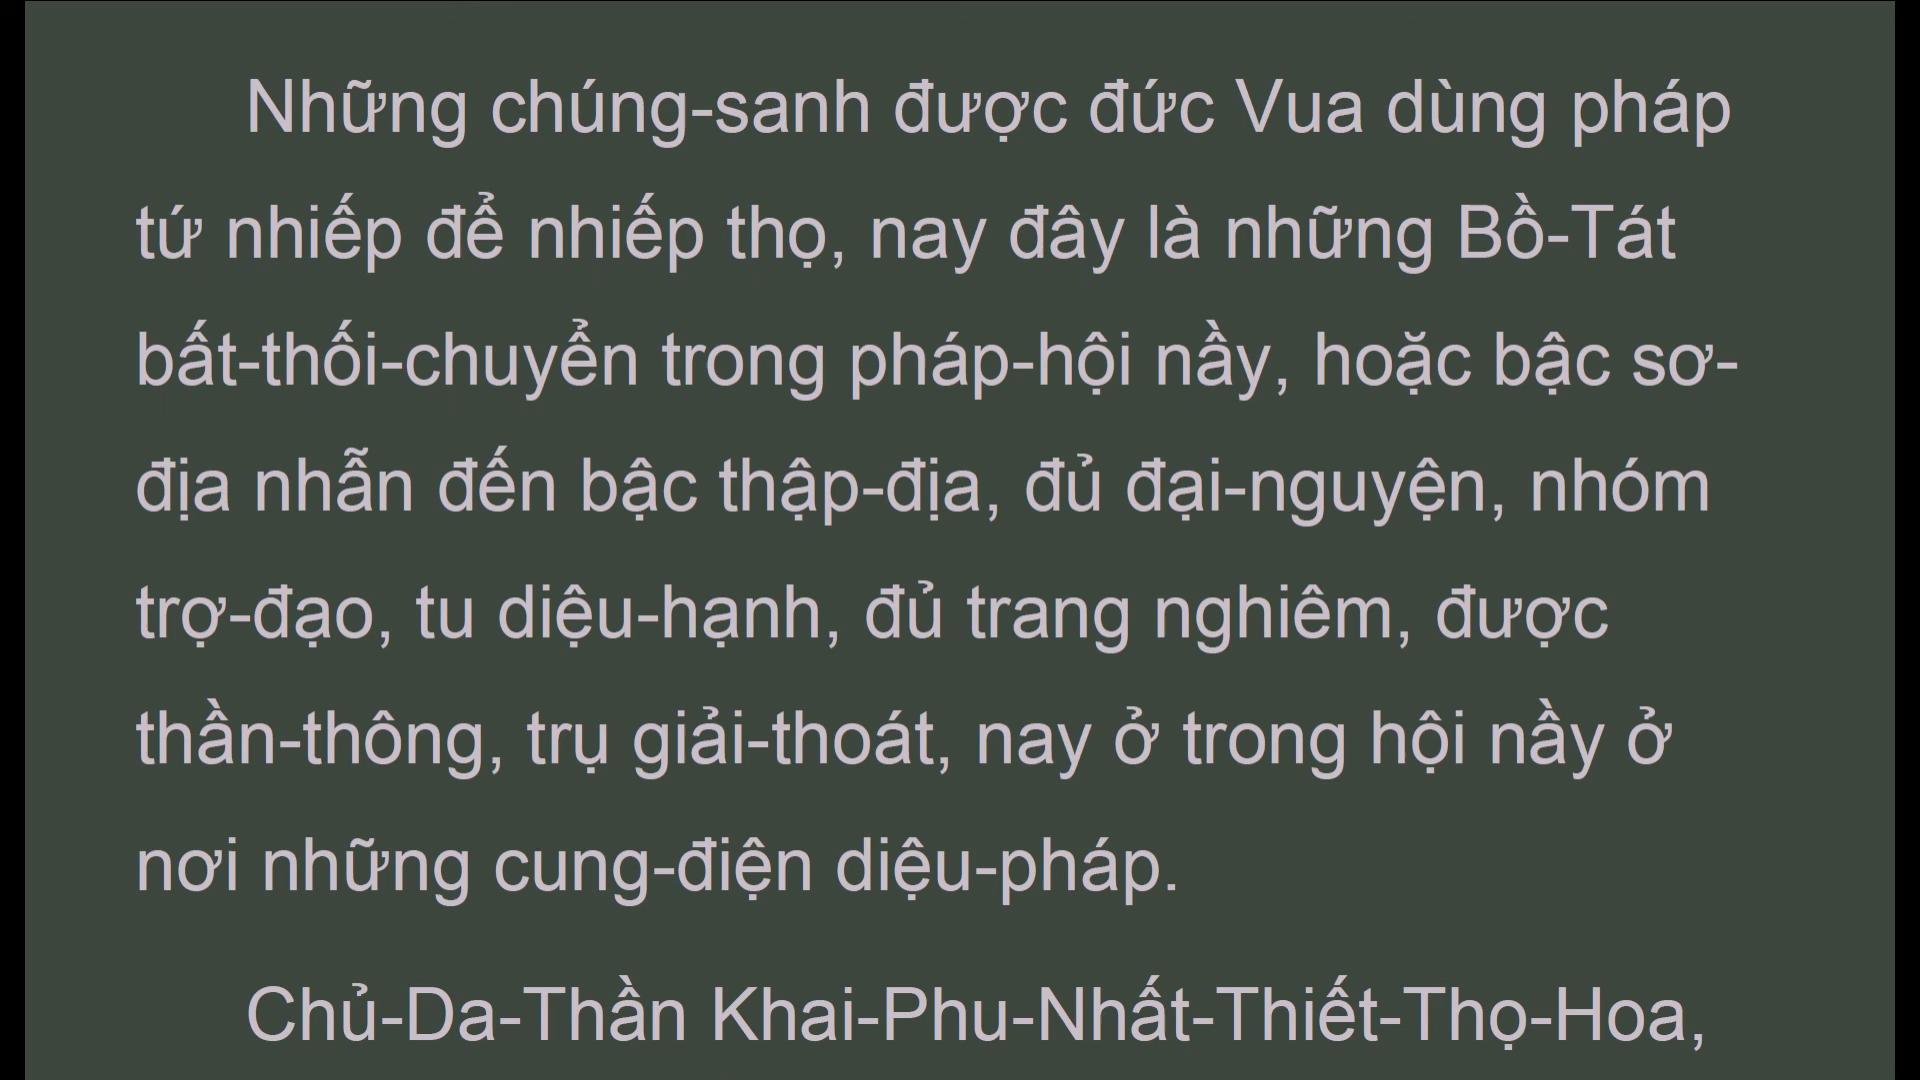 Những chúng-sanh được đức Vua dùng pháp
tứ nhiếp để nhiếp thọ, nay đây là những Bồ-Tát
bất-thối-chuyển trong pháp-hội nầy, hoặc bậc sơ-
địa nhẫn đến bậc thập-địa, đủ đại-nguyện, nhóm
trợ-đạo, tu diệu-hạnh, đủ trang nghiêm, được
thần-thông, trụ giải-thoát, nay ở trong hội nầy ở
nơi những cung-điện diệu-pháp.
Chủ-Da-Thần Khai-Phu-Nhất-Thiết-Thọ-Hoa,